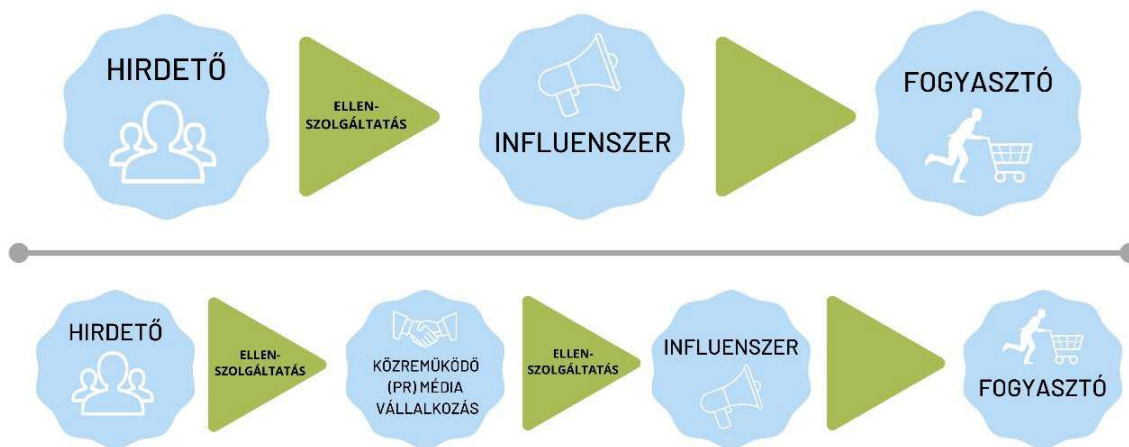 HIRDETŐ
ELLEN-
SZOLGÁLTATÁS
INFLUENSZER
FOGYASZTÓ
HIRDETŐ
ELLEN-
SZOLGÁLTATÁS
KÖZREMŰKÖDŐ
(PR) MÉDIA
VÁLLALKOZÁS
ELLEN-
SZOLGÁLTATÁS
INFLUENSZER
FOGYASZTÓ